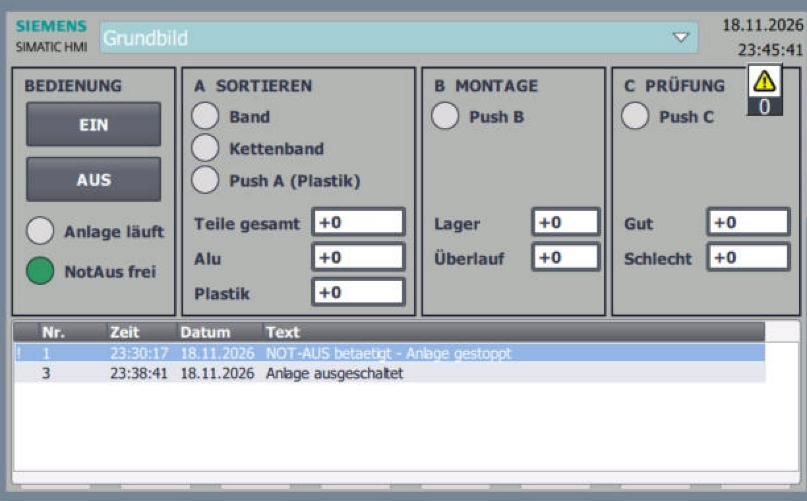 SIEMENS
SIMATIC HMI
Grundbild
18.11.2026
23:45:41
BEDIENUNG
EIN
AUS
Anlage läuft
NotAus frei
A SORTIEREN
Band
Kettenband
Push A (Plastik)
Teile gesamt +0
Alu +0
Plastik +0
B MONTAGE
Push B
Lager +0
Überlauf +0
C PRÜFUNG
0
Push C
Gut +0
Schlecht +0
Nr. Zeit Datum Text
! 1 23:30:17 18.11.2026 NOT-AUS betaetigt - Anlage gestoppt
3 23:38:41 18.11.2026 Anlage ausgeschaltet